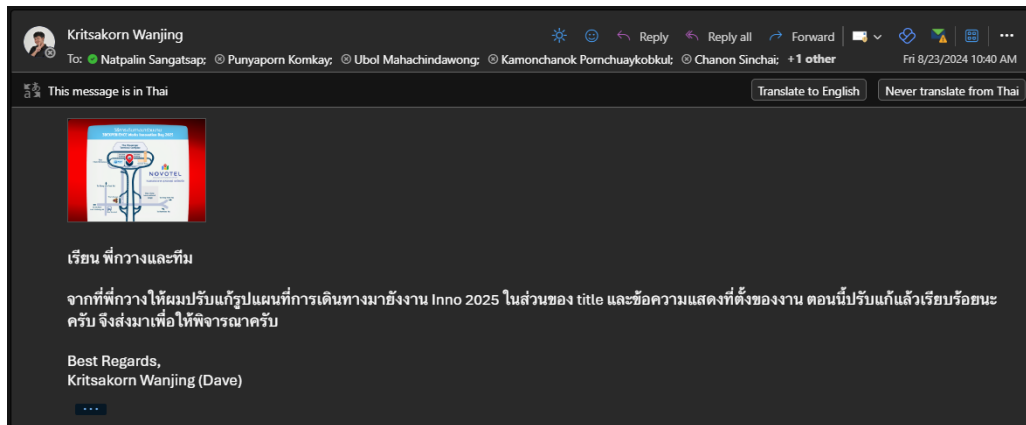 Kritsakorn Wanjing
Reply
Reply all
Forward
To: Natpalin Sangatsap; Punyaporn Komkay; Ubol Mahachindawong; Kamonchanok Pornchuaykobkul; Chanon Sinchai; +1 other
Fri 8/23/2024 10:40 AM
This message is in Thai
Translate to English
Never translate from Thai
NOVOTEL
เรียน พี่กวางและทีม
จากที่พี่กวางให้ผมปรับแก้รูปแผนที่การเดินทางมายังงาน Inno 2025 ในส่วนของ title และข้อความแสดงที่ตั้งของงาน ตอนนี้ปรับแก้แล้วเรียบร้อยนะ
ครับ จึงส่งมาเพื่อให้พิจารณาครับ
Best Regards,
Kritsakorn Wanjing (Dave)